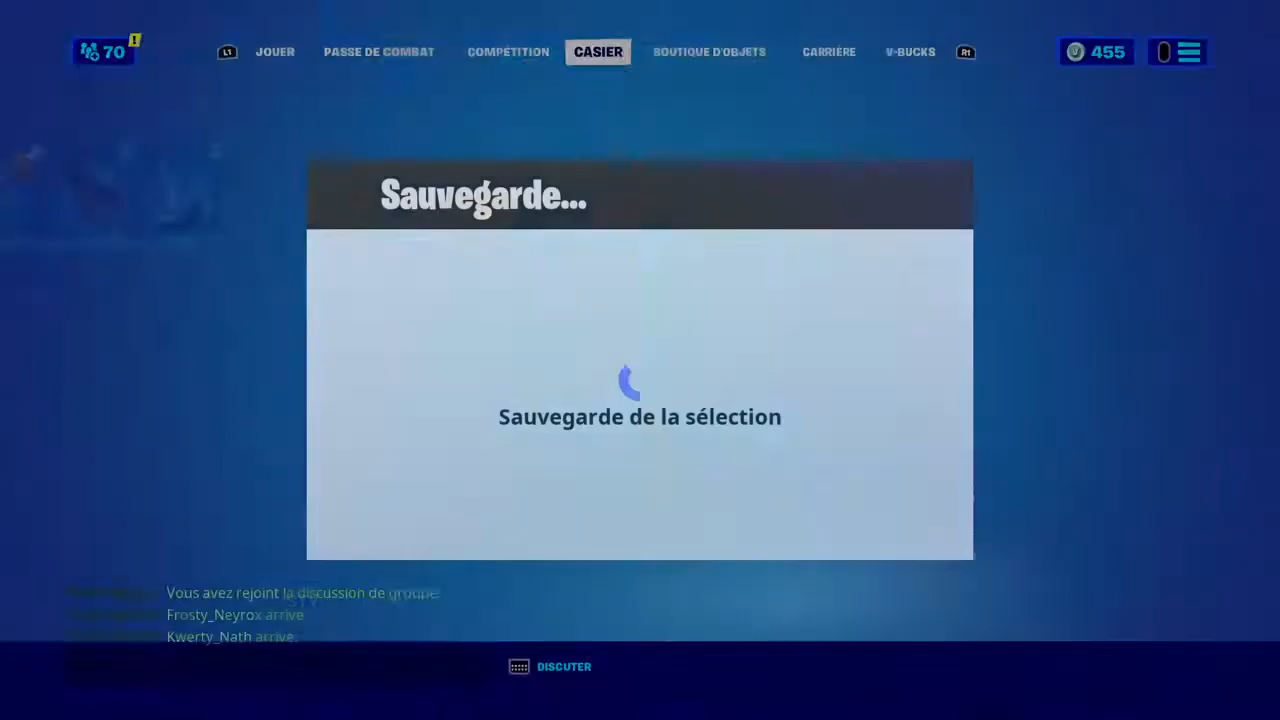 70
!
L1
JOUER
PASSE DE COMBAT
COMPÉTITION
CASIER
BOUTIQUE D'OBJETS
CARRIÈRE
V-BUCKS
R1
455
Sauvegarde...
Sauvegarde de la sélection
Vous avez rejoint la discussion de groupe.
Frosty_Neyrox arrive
Kwerty_Nath arrive.
DISCUTER